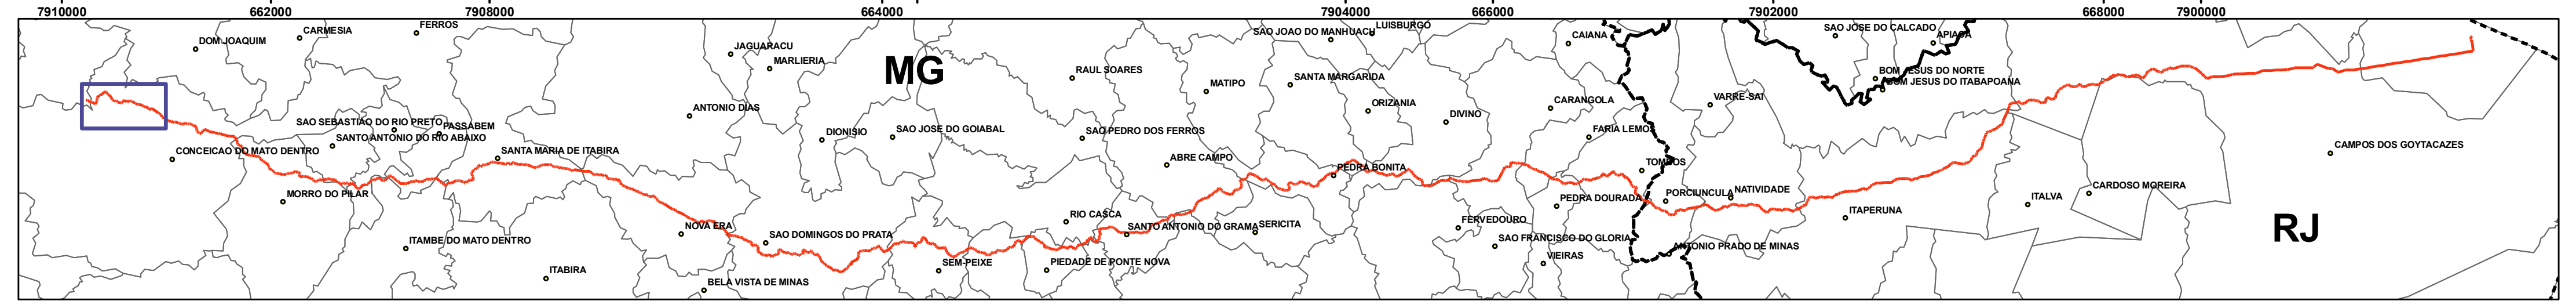 7910000 662000 7908000 664000 7904000 666000 7902000 668000 7900000
DOM JOAQUIM
CARMESIA
FERROS
JAGUARACU
MARLIERIA
MG
RAUL SOARES
MATIPO
SAO JOAO DO MANHUACU
LUISBURGO
SANTA MARGARIDA
ORIZANIA
DIVINO
CAIANA
CARANGOLA
FARIA LEMOS
VARRE-SAI
SAO JOSE DO CALCADO
APIACA
BOM JESUS DO NORTE
BOM JESUS DO ITABAPOANA
SAO SEBASTIAO DO RIO PRETO
PASSABEM
SANTO ANTONIO DO RIO ABAIXO
CONCEICAO DO MATO DENTRO
MORRO DO PILAR
SANTA MARIA DE ITABIRA
ANTONIO DIAS
DIONISIO
SAO JOSE DO GOIABAL
SAO PEDRO DOS FERROS
ABRE CAMPO
PEDRA BONITA
TOMBOS
PEDRA DOURADA
PORCIUNCULA
NATIVIDADE
ITAPERUNA
ITALVA
CARDOSO MOREIRA
CAMPOS DOS GOYTACAZES
ITAMBE DO MATO DENTRO
ITABIRA
NOVA ERA
SAO DOMINGOS DO PRATA
BELA VISTA DE MINAS
SEM-PEIXE
RIO CASCA
PIEDADE DE PONTE NOVA
SANTO ANTONIO DO GRAMA
SERICITA
FERVEDOURO
SAO FRANCISCO DO GLORIA
VIEIRAS
ANTONIO PRADO DE MINAS
RJ